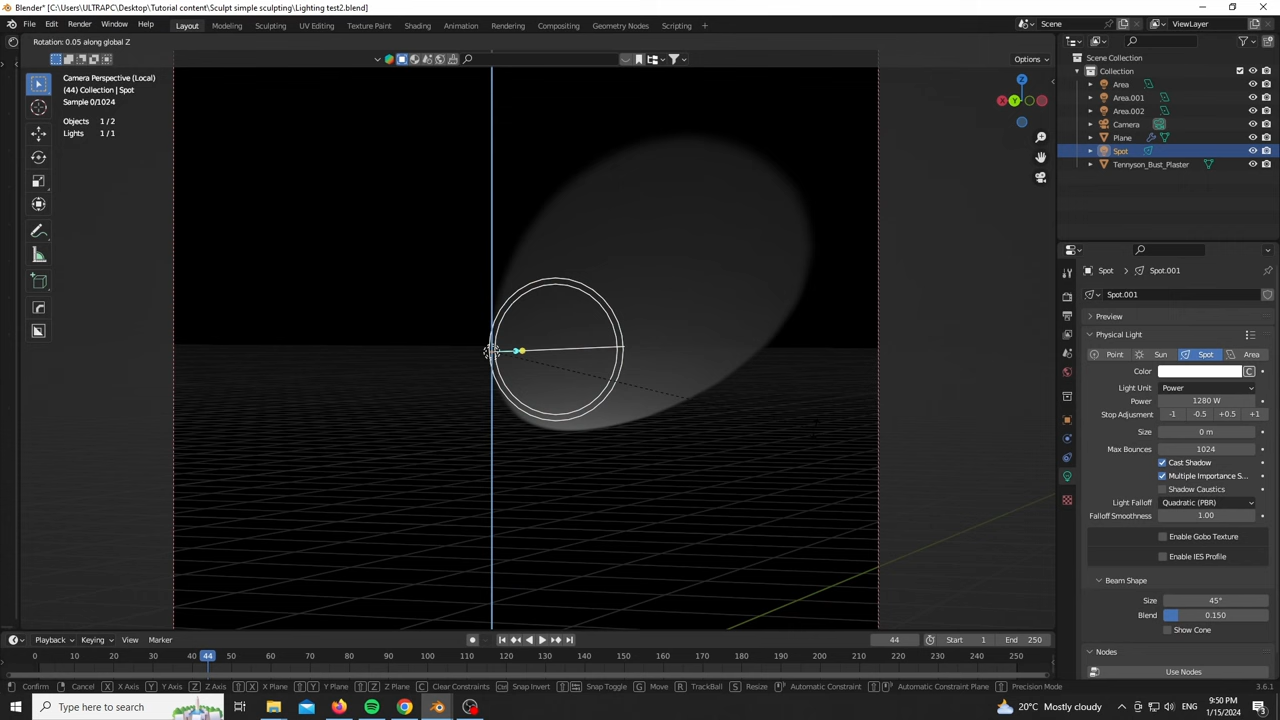 Blender* [C:\Users\ULTRAPC\Desktop\Tutorial content\Sculpt simple sculpting\Lighting test2.blend]
File Edit Render Window Help Layout Modeling Sculpting UV Editing Texture Paint Shading Animation Rendering Compositing Geometry Nodes Scripting +
Scene ViewLayer
Rotation: 0.05 along global Z
Options
Camera Perspective (Local)
(44) Collection | Spot
Sample 0/1024
Objects 1 / 2
Lights 1 / 1
Z
X
Y
Scene Collection
Collection
Area
Area.001
Area.002
Camera
Plane
Spot
Tennyson_Bust_Plaster
Spot > Spot.001
Spot.001
Preview
Physical Light
Point Sun Spot Area
Color C
Light Unit Power
Power 1280 W
Stop Adjusment -1 -0.5 +0.5 +1
Size 0 m
Max Bounces 1024
Cast Shadow
Multiple Importance S...
Shadow Caustics
Light Falloff Quadratic (PBR)
Falloff Smoothness 1.00
Enable Gobo Texture
Enable IES Profile
Beam Shape
Size 45°
Blend 0.150
Show Cone
Nodes
Use Nodes
Playback Keying View Marker 44 Start 1 End 250
0 10 20 30 40 44 50 60 70 80 90 100 110 120 130 140 150 160 170 180 190 200 210 220 230 240 250
Confirm Cancel X X Axis Y Y Axis Z Z Axis X X Plane Y Y Plane Z Z Plane C Clear Constraints Ctrl Snap Invert Snap Toggle G Move R TrackBall S Resize Automatic Constraint Automatic Constraint Plane Precision Mode 3.6.1
Type here to search
20°C Mostly cloudy ENG 9:50 PM
1/15/2024